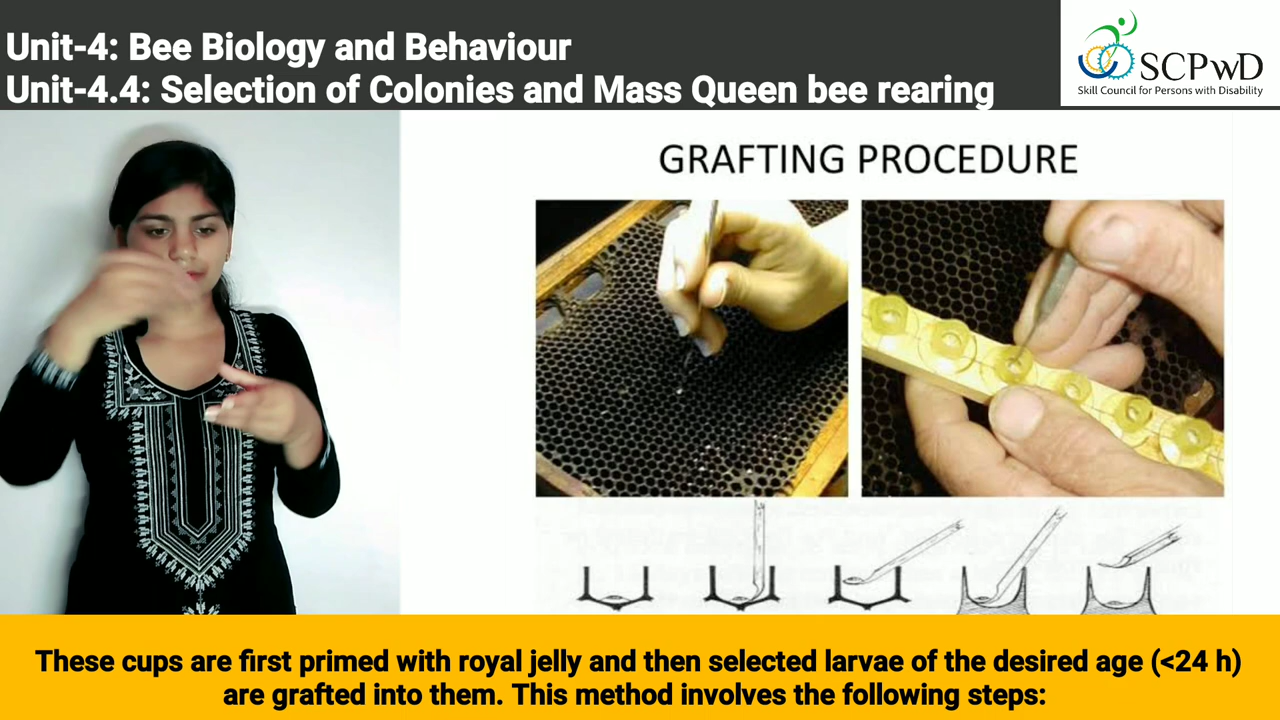 Unit-4: Bee Biology and Behaviour
Unit-4.4: Selection of Colonies and Mass Queen bee rearing
SCPwD
Skill Council for Persons with Disability
GRAFTING PROCEDURE
These cups are first primed with royal jelly and then selected larvae of the desired age (<24 h)
are grafted into them. This method involves the following steps: